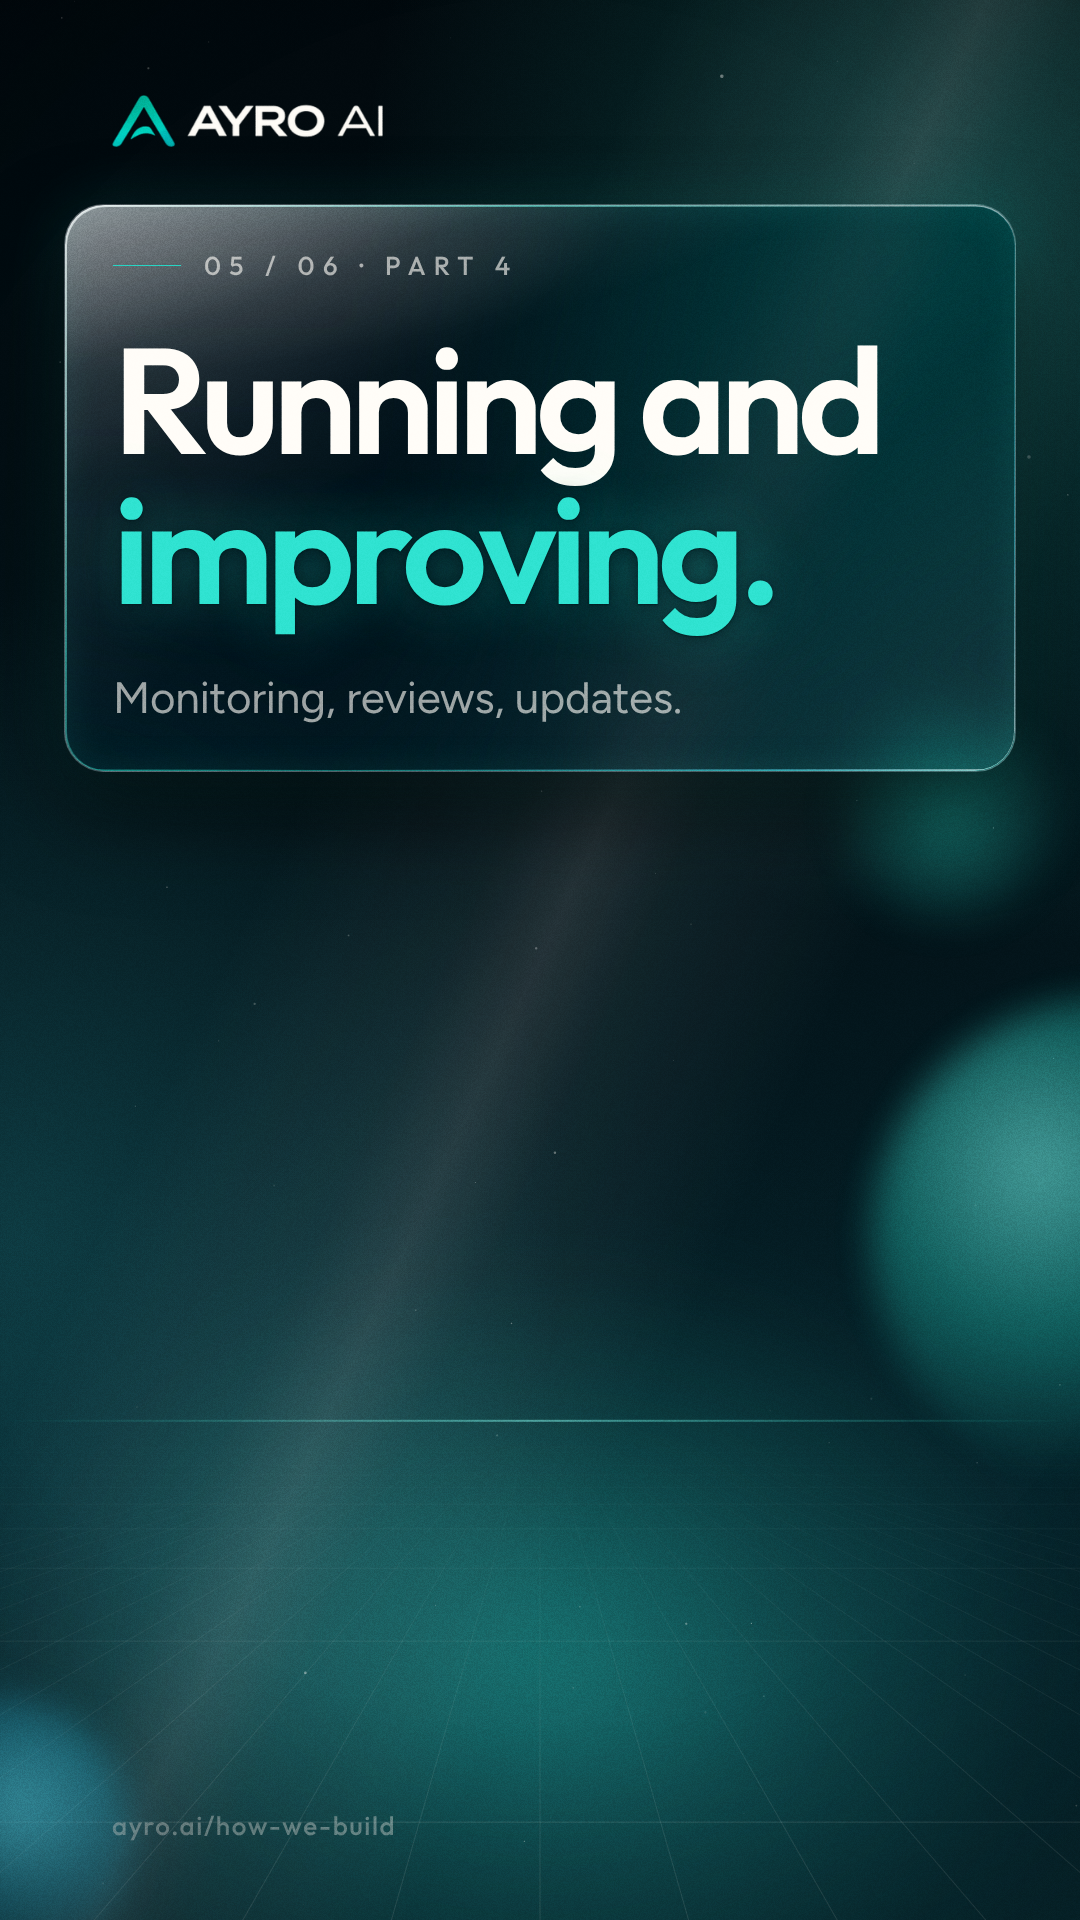 AYRO AI
05 / 06 · PART 4
Running and
improving.
Monitoring, reviews, updates.
ayro.ai/how-we-build